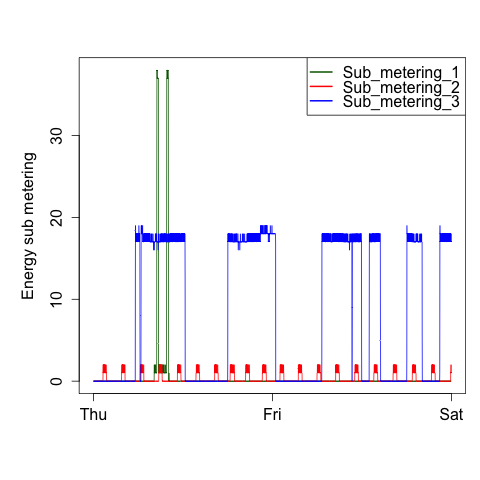 Sub_metering_1
Sub_metering_2
Sub_metering_3
Energy sub metering
30
20
10
0
Thu Fri Sat